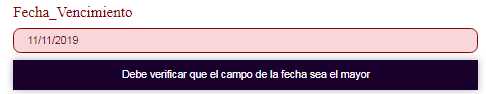 Fecha_Vencimiento
11/11/2019
Debe verificar que el campo de la fecha sea el mayor